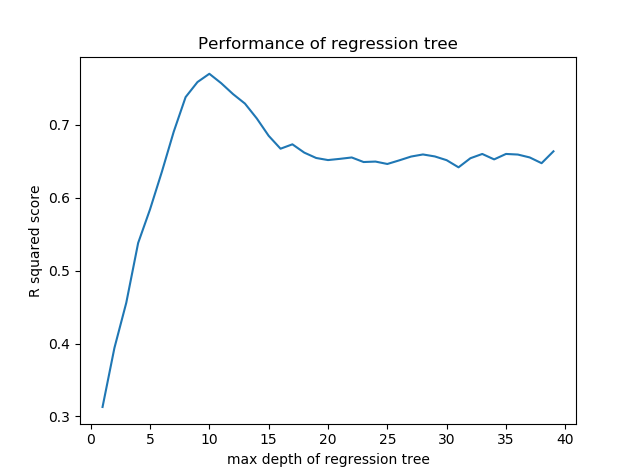 Performance of regression tree
R squared score
0.7
0.6
0.5
0.4
0.3
0 5 10 15 20 25 30 35 40
max depth of regression tree